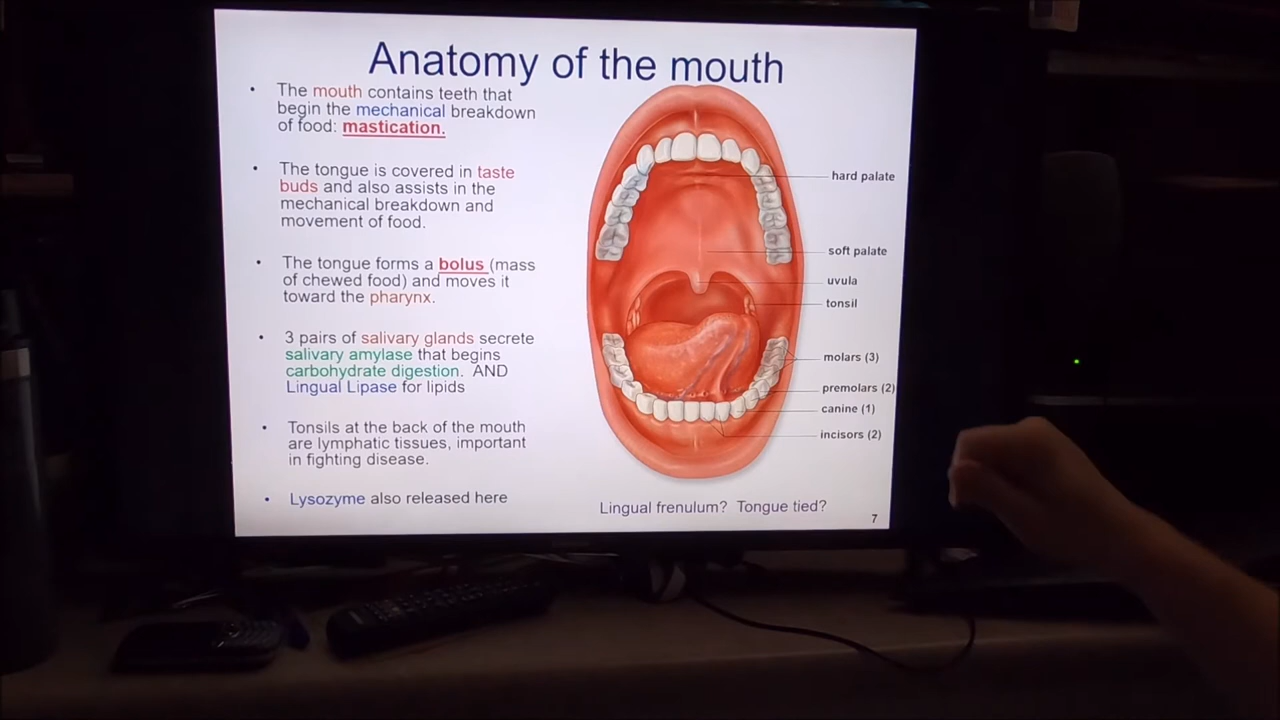 Anatomy of the mouth
• The mouth contains teeth that
begin the mechanical breakdown
of food: mastication.
• The tongue is covered in taste
buds and also assists in the
mechanical breakdown and
movement of food.
• The tongue forms a bolus (mass
of chewed food) and moves it
toward the pharynx.
• 3 pairs of salivary glands secrete
salivary amylase that begins
carbohydrate digestion. AND
Lingual Lipase for lipids
• Tonsils at the back of the mouth
are lymphatic tissues, important
in fighting disease.
• Lysozyme also released here
hard palate
soft palate
uvula
tonsil
molars (3)
premolars (2)
canine (1)
incisors (2)
Lingual frenulum? Tongue tied?
7